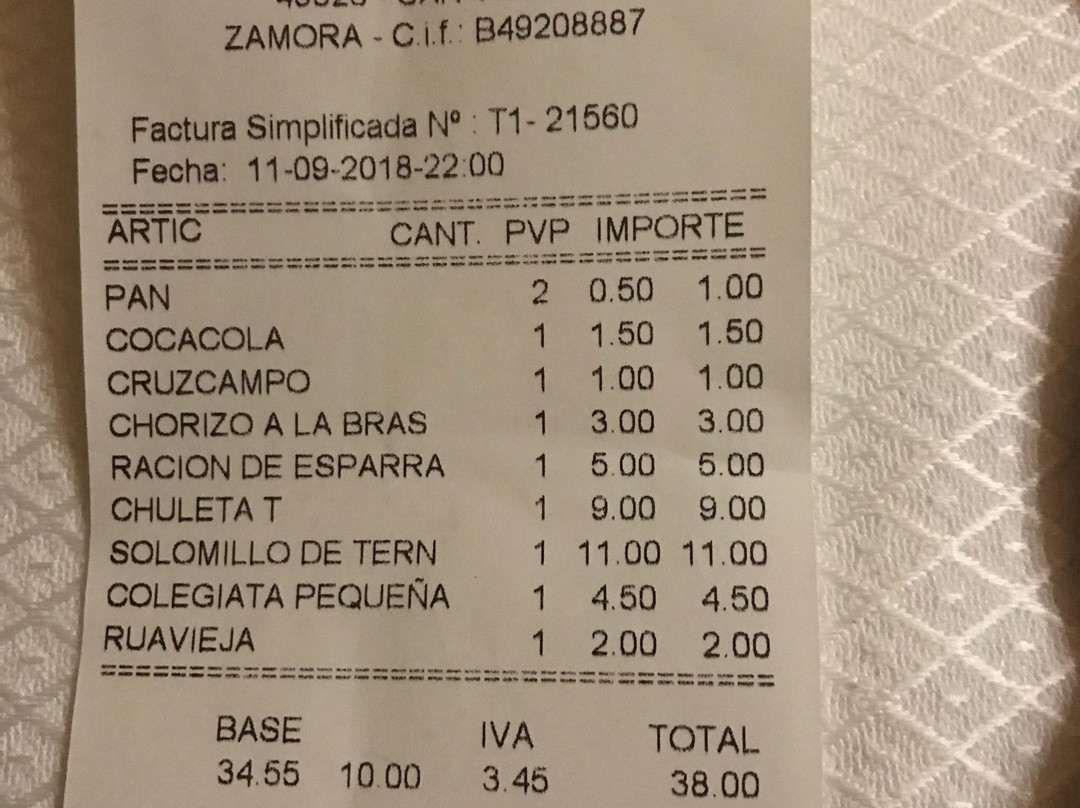 ZAMORA - C.i.f.: B49208887
Factura Simplificada Nº : T1- 21560
Fecha: 11-09-2018-22:00
ARTIC CANT. PVP IMPORTE
PAN 2 0.50 1.00
COCACOLA 1 1.50 1.50
CRUZCAMPO 1 1.00 1.00
CHORIZO A LA BRAS 1 3.00 3.00
RACION DE ESPARRA 1 5.00 5.00
CHULETA T 1 9.00 9.00
SOLOMILLO DE TERN 1 11.00 11.00
COLEGIATA PEQUEÑA 1 4.50 4.50
RUAVIEJA 1 2.00 2.00
BASE IVA TOTAL
34.55 10.00 3.45 38.00